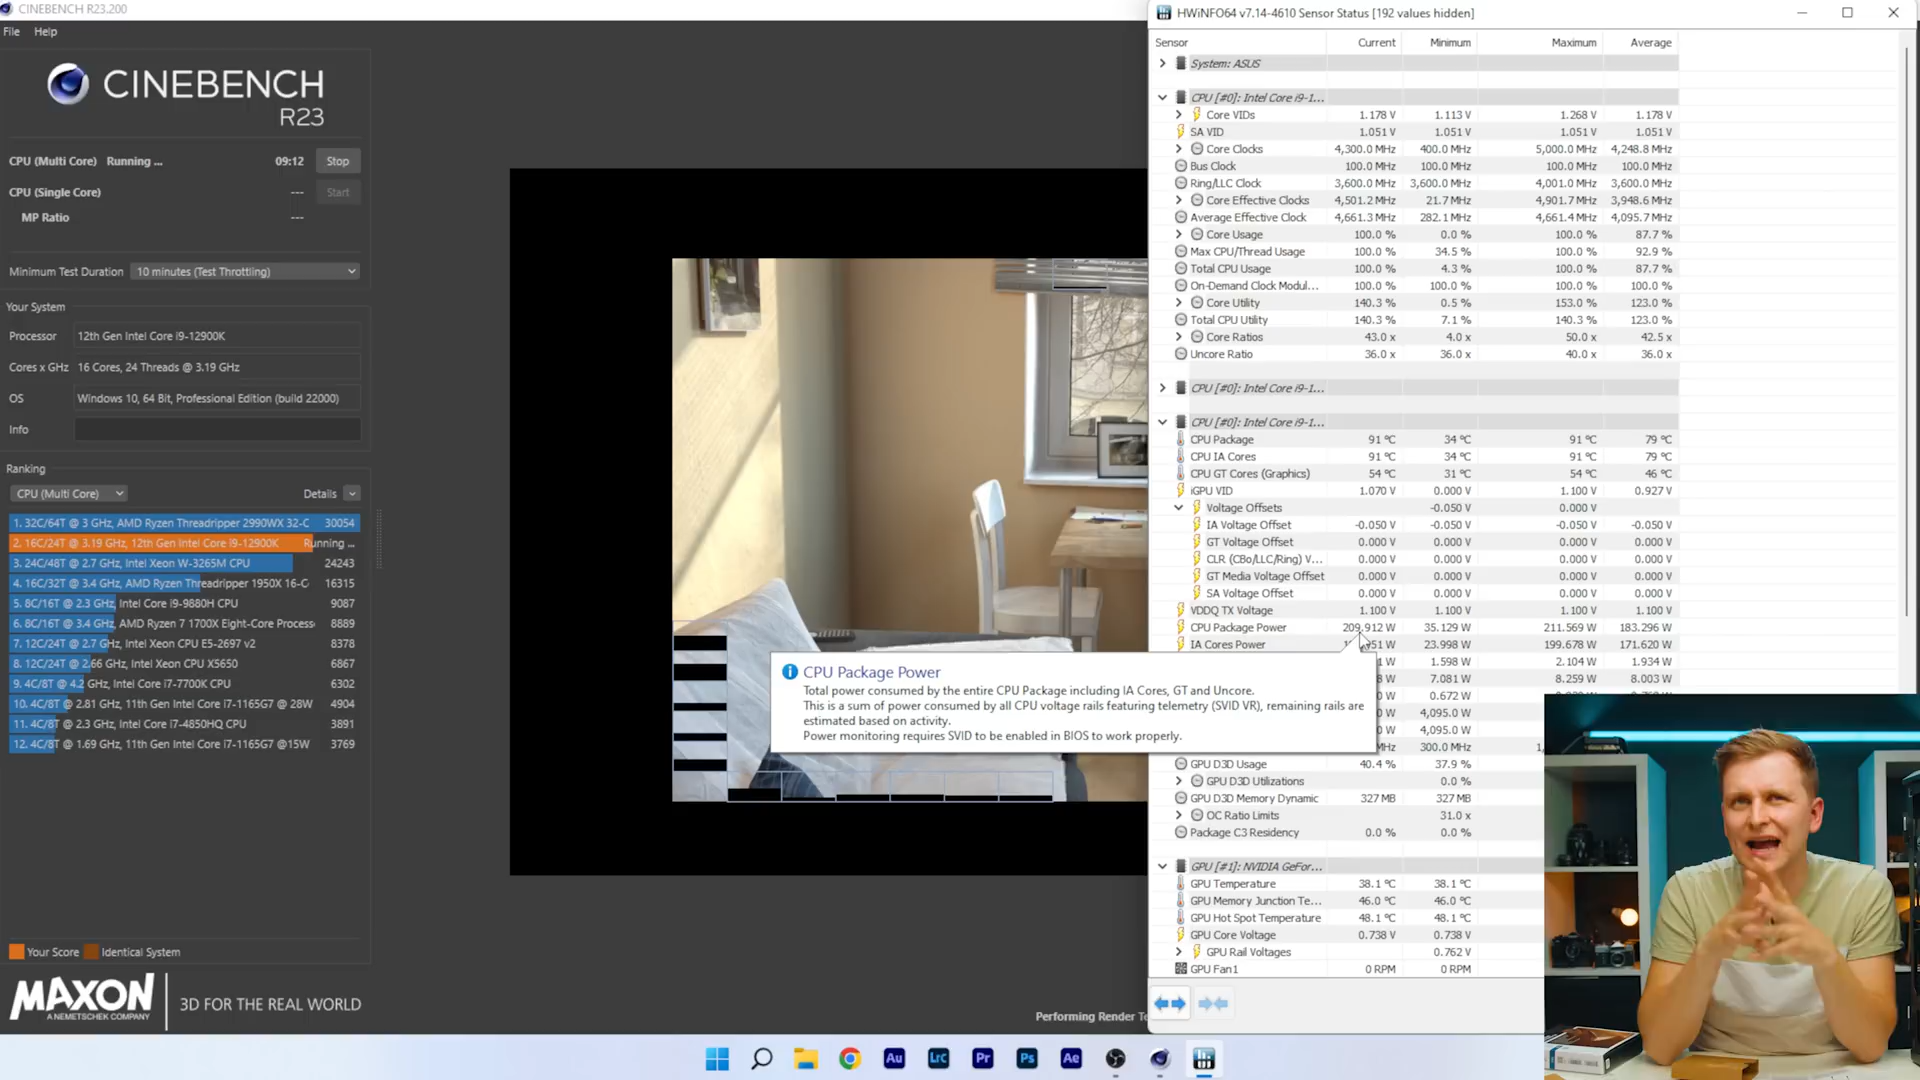 CINEBENCH R23.200
File Help
CINEBENCH
R23
CPU (Multi Core) Running ... 09:12 Stop
CPU (Single Core) --- Start
MP Ratio ---
Minimum Test Duration 10 minutes (Test Throttling)
Your System
Processor 12th Gen Intel Core i9-12900K
Cores x GHz 16 Cores, 24 Threads @ 3.19 GHz
OS Windows 10, 64 Bit, Professional Edition (build 22000)
Info
Ranking
CPU (Multi Core) Details
1. 32C/64T @ 3 GHz, AMD Ryzen Threadripper 2990WX 32-C 30054
2. 16C/24T @ 3.19 GHz, 12th Gen Intel Core i9-12900K Running ...
3. 24C/48T @ 2.7 GHz, Intel Xeon W-3265M CPU 24243
4. 16C/32T @ 3.4 GHz, AMD Ryzen Threadripper 1950X 16-C 16315
5. 8C/16T @ 2.3 GHz, Intel Core i9-9880H CPU 9087
6. 8C/16T @ 3.4 GHz, AMD Ryzen 7 1700X Eight-Core Processo 8889
7. 12C/24T @ 2.7 GHz, Intel Xeon CPU E5-2697 v2 8378
8. 12C/24T @ 2.66 GHz, Intel Xeon CPU X5650 6867
9. 4C/8T @ 4.2 GHz, Intel Core i7-7700K CPU 6302
10. 4C/8T @ 2.81 GHz, 11th Gen Intel Core i7-1165G7 @ 28W 4904
11. 4C/8T @ 2.3 GHz, Intel Core i7-4850HQ CPU 3891
12. 4C/8T @ 1.69 GHz, 11th Gen Intel Core i7-1165G7 @15W 3769
Your Score Identical System
MAXON
A NEMETSCHEK COMPANY
3D FOR THE REAL WORLD
Performing Render Te
HWiNFO64 v7.14-4610 Sensor Status [192 values hidden]
Sensor Current Minimum Maximum Average
System: ASUS
CPU [#0]: Intel Core i9-1...
Core VIDs 1.178 V 1.113 V 1.268 V 1.178 V
SA VID 1.051 V 1.051 V 1.051 V 1.051 V
Core Clocks 4,300.0 MHz 400.0 MHz 5,000.0 MHz 4,248.8 MHz
Bus Clock 100.0 MHz 100.0 MHz 100.0 MHz 100.0 MHz
Ring/LLC Clock 3,600.0 MHz 3,600.0 MHz 4,001.0 MHz 3,600.0 MHz
Core Effective Clocks 4,501.2 MHz 21.7 MHz 4,901.7 MHz 3,948.6 MHz
Average Effective Clock 4,661.3 MHz 282.1 MHz 4,661.4 MHz 4,095.7 MHz
Core Usage 100.0 % 0.0 % 100.0 % 87.7 %
Max CPU/Thread Usage 100.0 % 34.5 % 100.0 % 92.9 %
Total CPU Usage 100.0 % 4.3 % 100.0 % 87.7 %
On-Demand Clock Modul... 100.0 % 100.0 % 100.0 % 100.0 %
Core Utility 140.3 % 0.5 % 153.0 % 123.0 %
Total CPU Utility 140.3 % 7.1 % 140.3 % 123.0 %
Core Ratios 43.0 x 4.0 x 50.0 x 42.5 x
Uncore Ratio 36.0 x 36.0 x 40.0 x 36.0 x
CPU [#0]: Intel Core i9-1...
CPU [#0]: Intel Core i9-1...
CPU Package 91 °C 34 °C 91 °C 79 °C
CPU IA Cores 91 °C 34 °C 91 °C 79 °C
CPU GT Cores (Graphics) 54 °C 31 °C 54 °C 46 °C
iGPU VID 1.070 V 0.000 V 1.100 V 0.927 V
Voltage Offsets -0.050 V 0.000 V
IA Voltage Offset -0.050 V -0.050 V -0.050 V -0.050 V
GT Voltage Offset 0.000 V 0.000 V 0.000 V 0.000 V
CLR (CBo/LLC/Ring) V... 0.000 V 0.000 V 0.000 V 0.000 V
GT Media Voltage Offset 0.000 V 0.000 V 0.000 V 0.000 V
SA Voltage Offset 0.000 V 0.000 V 0.000 V 0.000 V
VDDQ TX Voltage 1.100 V 1.100 V 1.100 V 1.100 V
CPU Package Power 209.912 W 35.129 W 211.569 W 183.296 W
IA Cores Power 951 W 23.998 W 199.678 W 171.620 W
1 W 1.598 W 2.104 W 1.934 W
8 W 7.081 W 8.259 W 8.003 W
0.672 W
0 W 4,095.0 W
0 W 4,095.0 W
MHz 300.0 MHz 1,
CPU Package Power
Total power consumed by the entire CPU Package including IA Cores, GT and Uncore.
This is a sum of power consumed by all CPU voltage rails featuring telemetry (SVID VR), remaining rails are
estimated based on activity.
Power monitoring requires SVID to be enabled in BIOS to work properly.
GPU D3D Usage 40.4 % 37.9 %
GPU D3D Utilizations 0.0 %
GPU D3D Memory Dynamic 327 MB 327 MB
OC Ratio Limits 31.0 x
Package C3 Residency 0.0 % 0.0 %
GPU [#1]: NVIDIA GeFor...
GPU Temperature 38.1 °C 38.1 °C
GPU Memory Junction Te... 46.0 °C 46.0 °C
GPU Hot Spot Temperature 48.1 °C 48.1 °C
GPU Core Voltage 0.738 V 0.738 V
GPU Rail Voltages 0.762 V
GPU Fan1 0 RPM 0 RPM
Au Lrc Pr Ps Ae